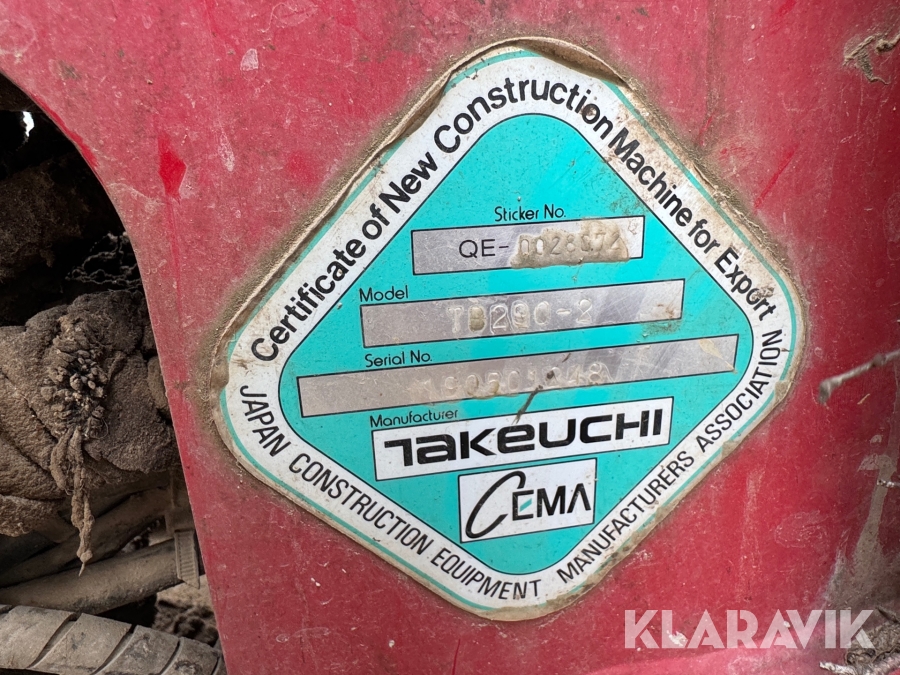 Certificate of New Construction Machine for Export
Sticker No.
QE-
Model
TB290-2
Serial No.
Manufacturer
TAKEUCHI
CEMA
JAPAN CONSTRUCTION EQUIPMENT MANUFACTURERS ASSOCIATION
KLARAVIK